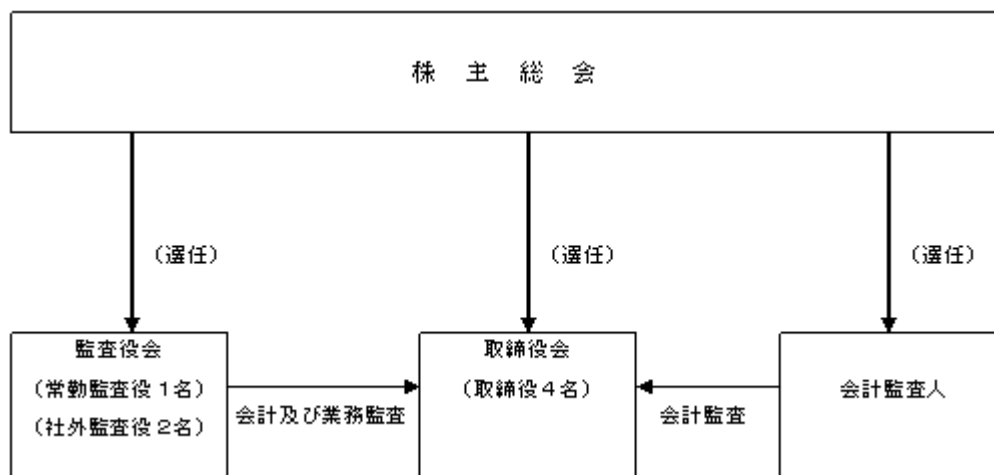 株主総会
（選任）
（選任）
（選任）
監査役会
（常勤監査役１名）
（社外監査役２名）
会計及び業務監査
取締役会
（取締役４名）
会計監査
会計監査人